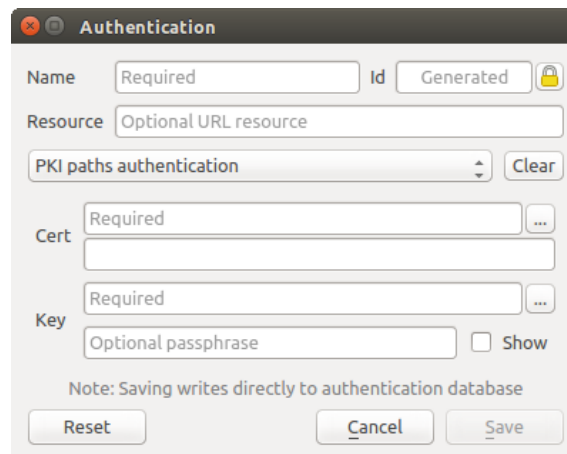 Authentication
Name Required Id Generated
Resource Optional URL resource
PKI paths authentication Clear
Required ...
Cert
Required ...
Key
Optional passphrase Show
Note: Saving writes directly to authentication database
Reset Cancel Save